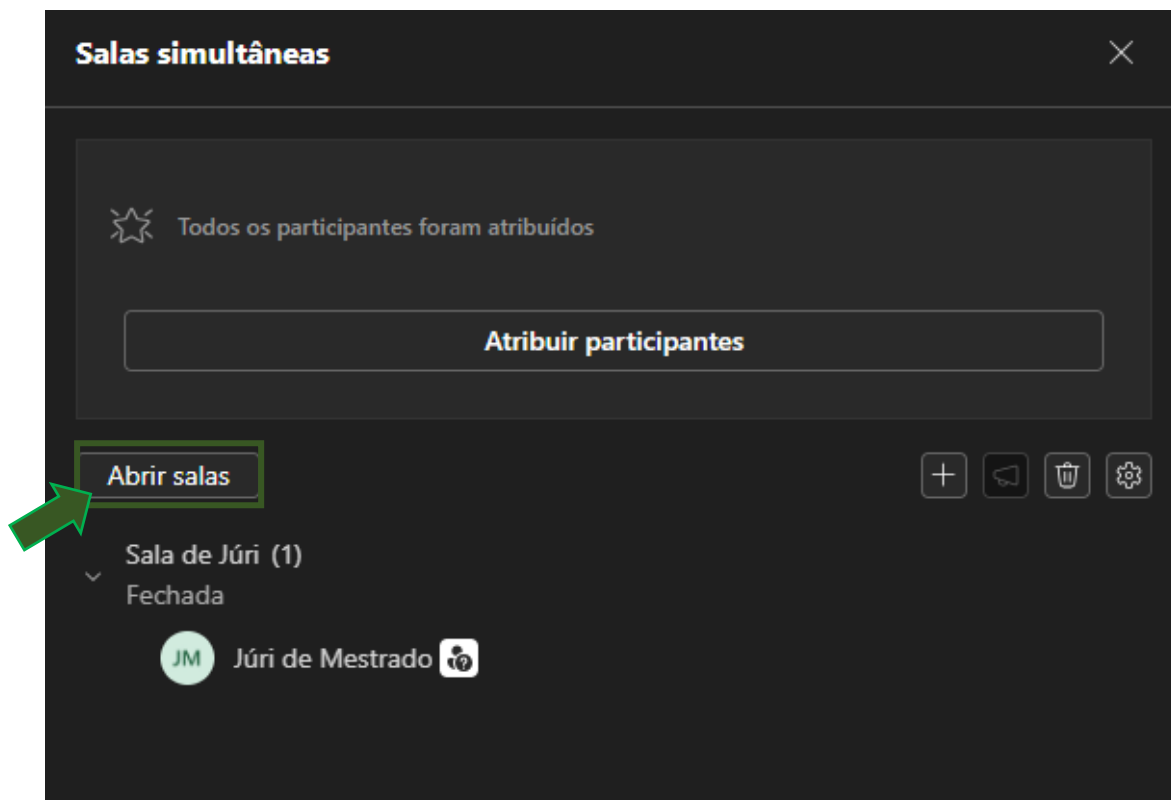 Salas simultâneas
Todos os participantes foram atribuídos
Atribuir participantes
Abrir salas
Sala de Júri (1)
Fechada
JM Júri de Mestrado